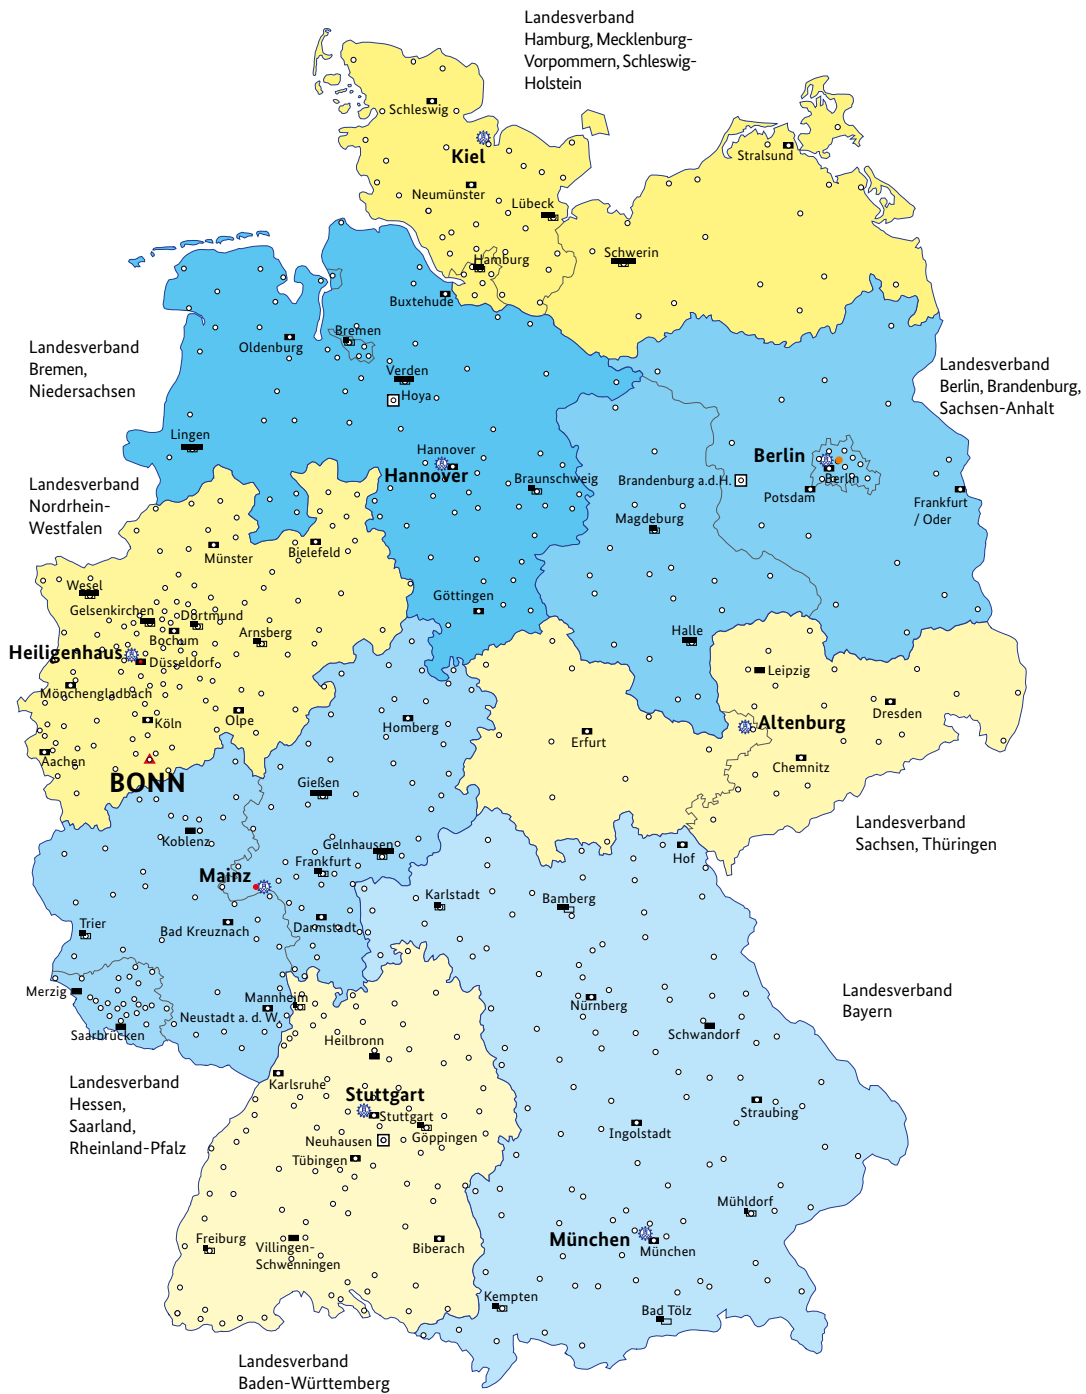 Landesverband
Hamburg, Mecklenburg-
Vorpommern, Schleswig-
Holstein
Schleswig
Kiel
Stralsund
Neumünster
Lübeck
Schwerin
Hamburg
Buxtehude
Bremen
Oldenburg
Landesverband
Bremen,
Niedersachsen
Verden
Hoya
Landesverband
Berlin, Brandenburg,
Sachsen-Anhalt
Lingen
Hannover
Hannover
Braunschweig
Berlin
Berlin
Brandenburg a.d.H.
Potsdam
Frankfurt
/ Oder
Landesverband
Nordrhein-
Westfalen
Magdeburg
Münster
Bielefeld
Wesel
Göttingen
Gelsenkirchen
Dortmund
Bochum
Arnsberg
Halle
Heiligenhaus
Düsseldorf
Leipzig
Mönchengladbach
Köln
Olpe
Homberg
Erfurt
Altenburg
Dresden
Aachen
BONN
Chemnitz
Gießen
Landesverband
Sachsen, Thüringen
Koblenz
Gelnhausen
Hof
Frankfurt
Mainz
Karlstadt
Bamberg
Trier
Bad Kreuznach
Darmstadt
Merzig
Mannheim
Neustadt a. d. W.
Nürnberg
Landesverband
Bayern
Saarbrücken
Heilbronn
Schwandorf
Landesverband
Hessen,
Saarland,
Rheinland-Pfalz
Karlsruhe
Stuttgart
Stuttgart
Straubing
Neuhausen
Göppingen
Ingolstadt
Tübingen
Mühldorf
Freiburg
Villingen-
Schwenningen
Biberach
München
München
Kempten
Bad Tölz
Landesverband
Baden-Württemberg